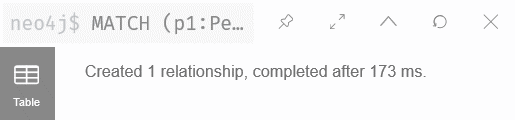 neo4j$ MATCH (p1:Pe…
Created 1 relationship, completed after 173 ms.
Table